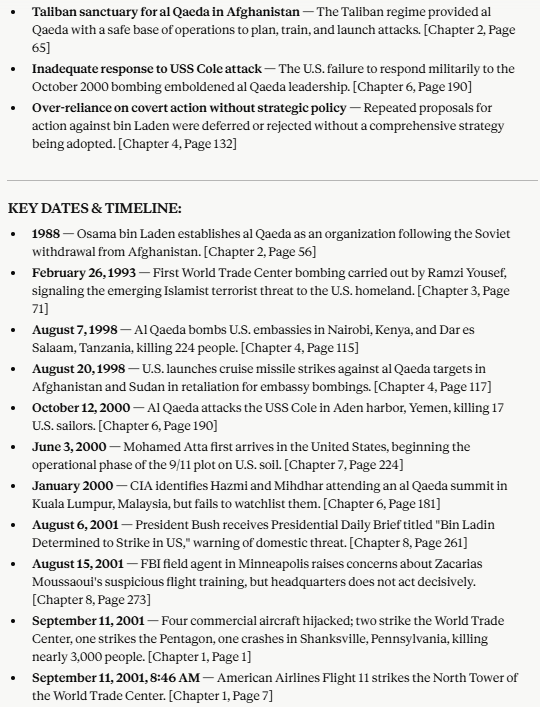 • Taliban sanctuary for al Qaeda in Afghanistan — The Taliban regime provided al
Qaeda with a safe base of operations to plan, train, and launch attacks. [Chapter 2, Page
65]
• Inadequate response to USS Cole attack — The U.S. failure to respond militarily to the
October 2000 bombing emboldened al Qaeda leadership. [Chapter 6, Page 190]
• Over-reliance on covert action without strategic policy — Repeated proposals for
action against bin Laden were deferred or rejected without a comprehensive strategy
being adopted. [Chapter 4, Page 132]
KEY DATES & TIMELINE:
• 1988 — Osama bin Laden establishes al Qaeda as an organization following the Soviet
withdrawal from Afghanistan. [Chapter 2, Page 56]
• February 26, 1993 — First World Trade Center bombing carried out by Ramzi Yousef,
signaling the emerging Islamist terrorist threat to the U.S. homeland. [Chapter 3, Page
71]
• August 7, 1998 — Al Qaeda bombs U.S. embassies in Nairobi, Kenya, and Dar es
Salaam, Tanzania, killing 224 people. [Chapter 4, Page 115]
• August 20, 1998 — U.S. launches cruise missile strikes against al Qaeda targets in
Afghanistan and Sudan in retaliation for embassy bombings. [Chapter 4, Page 117]
• October 12, 2000 — Al Qaeda attacks the USS Cole in Aden harbor, Yemen, killing 17
U.S. sailors. [Chapter 6, Page 190]
• June 3, 2000 — Mohamed Atta first arrives in the United States, beginning the
operational phase of the 9/11 plot on U.S. soil. [Chapter 7, Page 224]
• January 2000 — CIA identifies Hazmi and Mihdhar attending an al Qaeda summit in
Kuala Lumpur, Malaysia, but fails to watchlist them. [Chapter 6, Page 181]
• August 6, 2001 — President Bush receives Presidential Daily Brief titled "Bin Ladin
Determined to Strike in US," warning of domestic threat. [Chapter 8, Page 261]
• August 15, 2001 — FBI field agent in Minneapolis raises concerns about Zacarias
Moussaoui's suspicious flight training, but headquarters does not act decisively.
[Chapter 8, Page 273]
• September 11, 2001 — Four commercial aircraft hijacked; two strike the World Trade
Center, one strikes the Pentagon, one crashes in Shanksville, Pennsylvania, killing
nearly 3,000 people. [Chapter 1, Page 1]
• September 11, 2001, 8:46 AM — American Airlines Flight 11 strikes the North Tower of
the World Trade Center. [Chapter 1, Page 7]